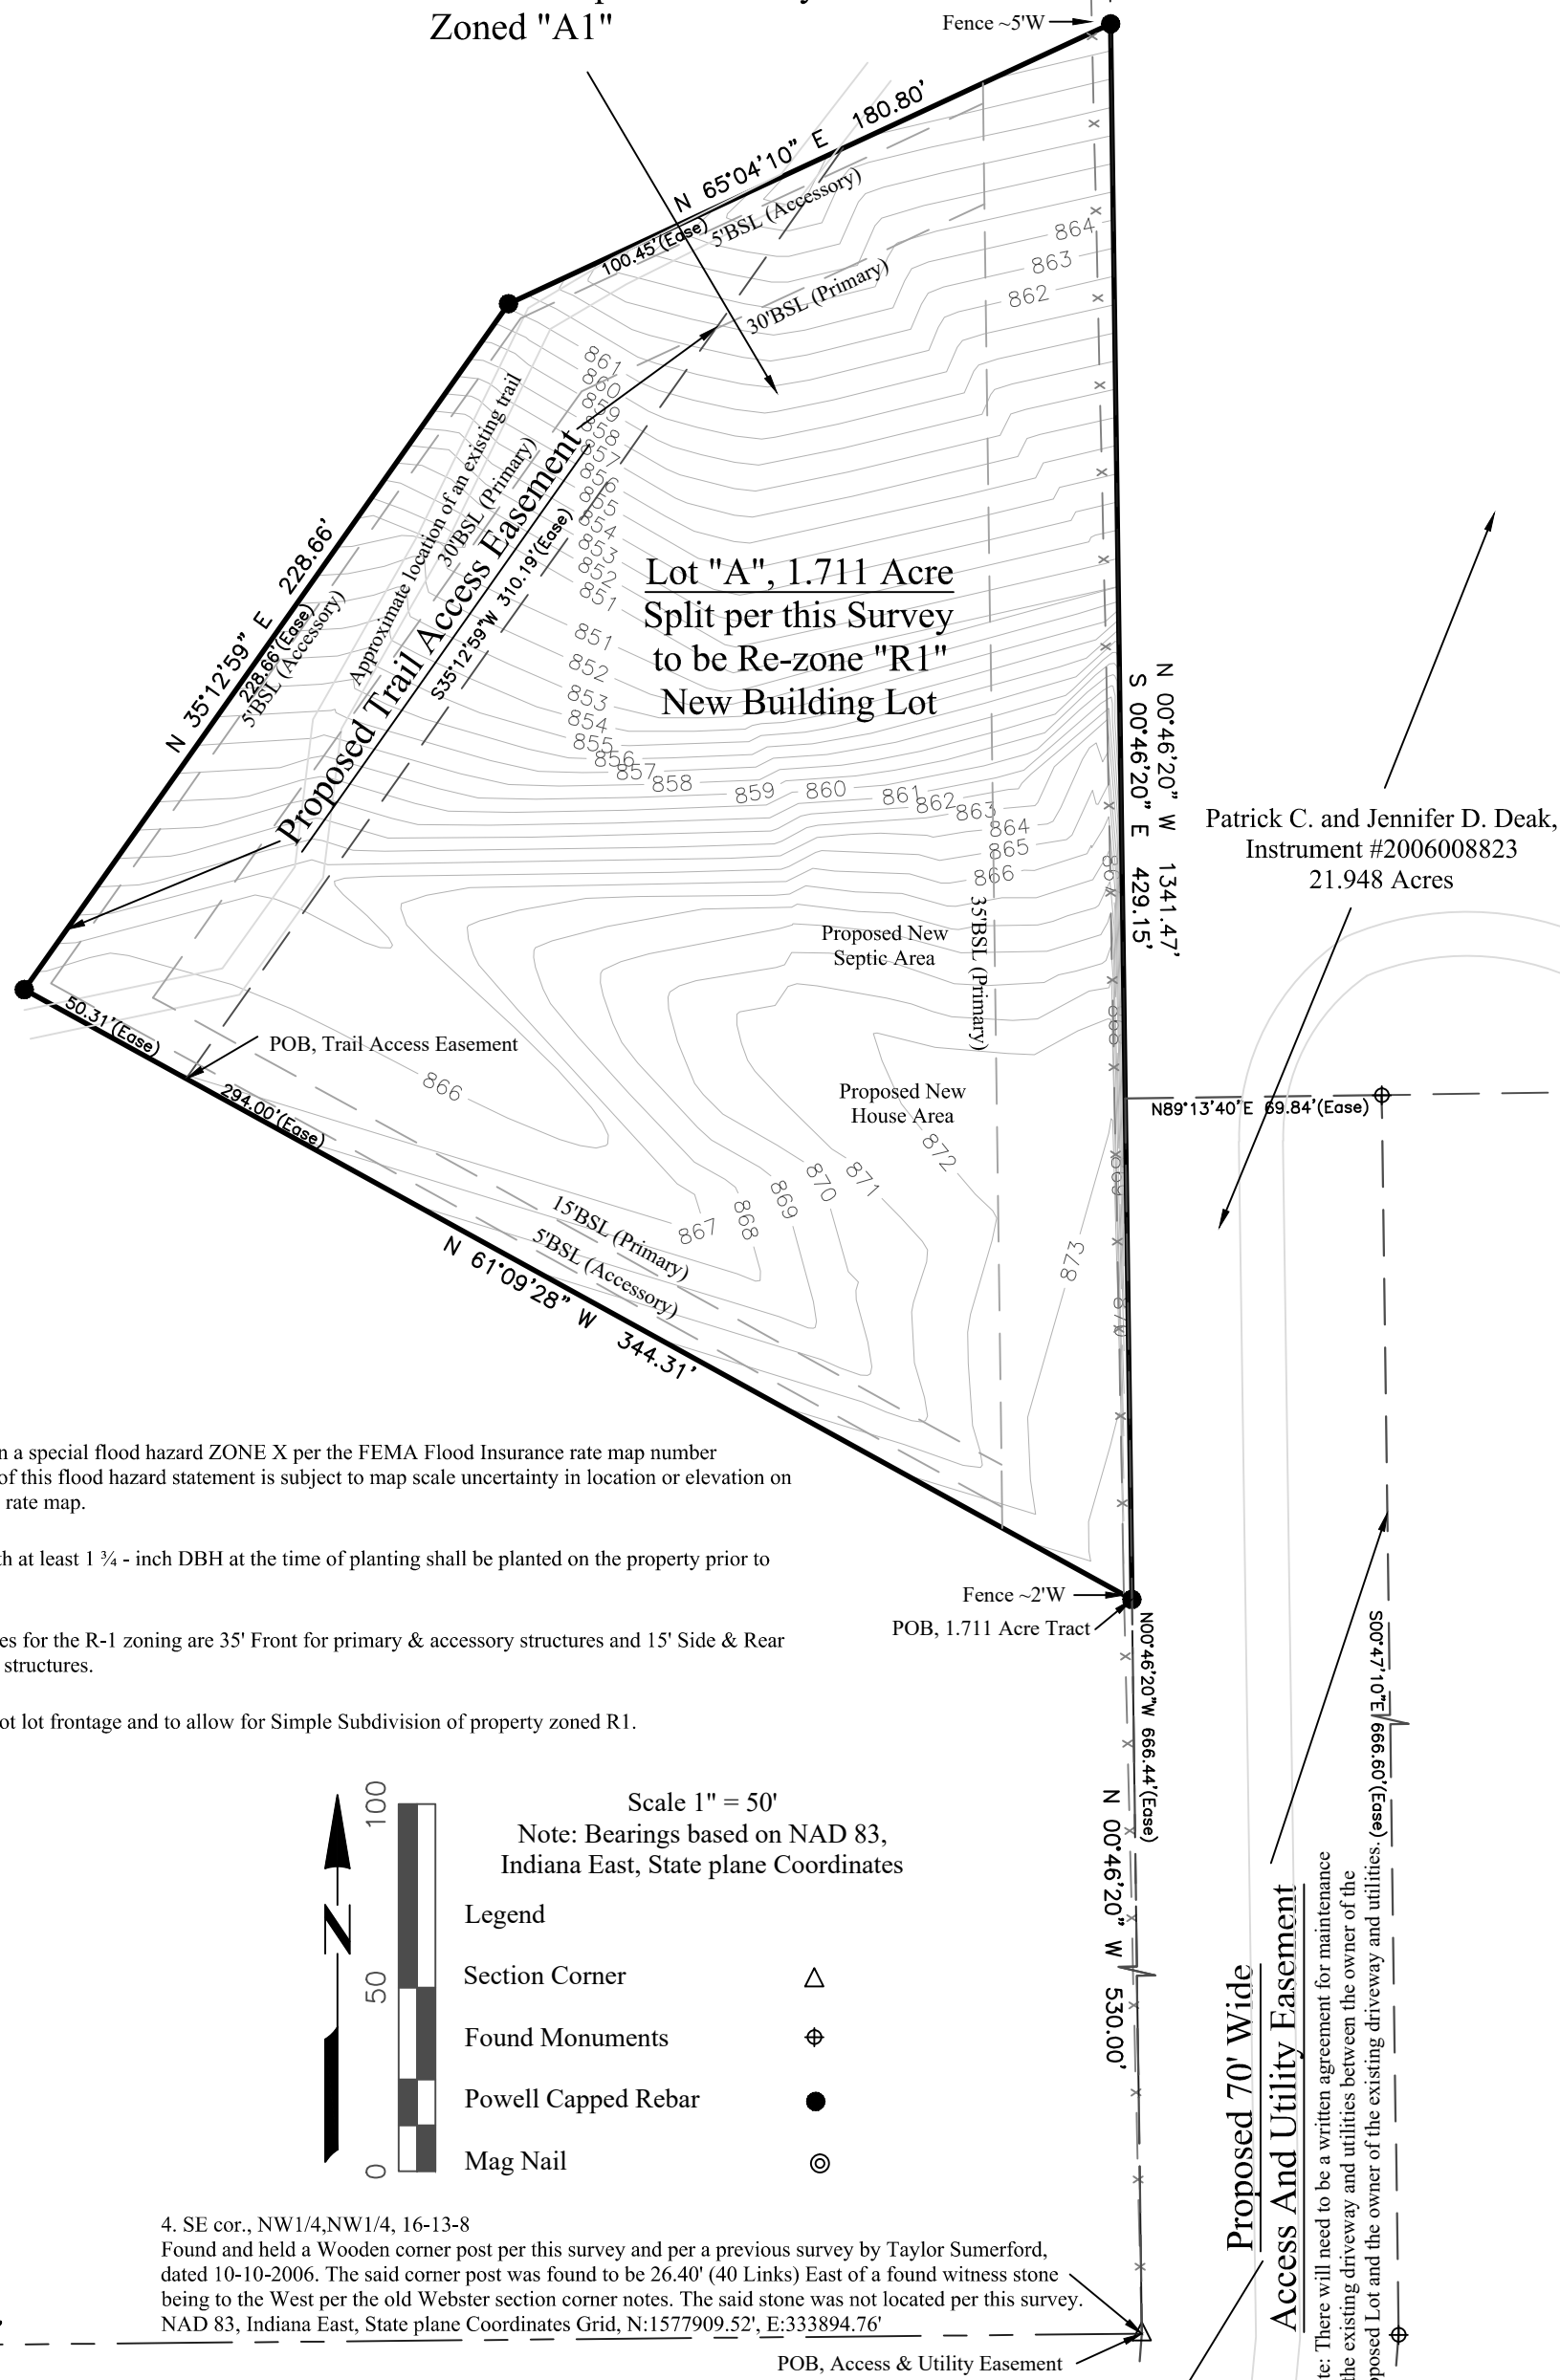 Zoned "A1"
Fence ~5'W
N 65°04'10" E 180.80'
100.45'(Ease)
5'BSL (Accessory)
30'BSL (Primary)
864
863
862
861
860
859
858
857
856
855
854
853
852
851
Approximate location of an existing trail
30'BSL (Primary)
Proposed Trail Access Easement
S35°12'59"W 310.19'(Ease)
N 35°12'59" E 228.66'
228.66'(Ease)
5'BSL (Accessory)
Lot "A", 1.711 Acre
Split per this Survey
to be Re-zone "R1"
New Building Lot
851
852
853
854
855
856
857
858
859
860
861
862
863
864
865
866
N 00°46'20" W 1341.47'
S 00°46'20" E 429.15'
Patrick C. and Jennifer D. Deak,
Instrument #2006008823
21.948 Acres
35'BSL (Primary)
Proposed New
Septic Area
50.31'(Ease)
POB, Trail Access Easement
866
294.00'(Ease)
Proposed New
House Area
N89°13'40"E 69.84'(Ease)
872
871
870
869
868
867
873
15'BSL (Primary)
5'BSL (Accessory)
N 61°09'28" W 344.31'
n a special flood hazard ZONE X per the FEMA Flood Insurance rate map number
of this flood hazard statement is subject to map scale uncertainty in location or elevation on
rate map.
th at least 1 ¾ - inch DBH at the time of planting shall be planted on the property prior to
Fence ~2'W
POB, 1.711 Acre Tract
es for the R-1 zoning are 35' Front for primary & accessory structures and 15' Side & Rear
structures.
ot lot frontage and to allow for Simple Subdivision of property zoned R1.
N00°46'20"W 666.44'(Ease)
N 00°46'20" W 530.00'
S00°47'10"E 666.60'(Ease)
100
50
0
N
Scale 1" = 50'
Note: Bearings based on NAD 83,
Indiana East, State plane Coordinates
Legend
Section Corner
Found Monuments
Powell Capped Rebar
Mag Nail
Proposed 70' Wide
Access And Utility Easement
te: There will need to be a written agreement for maintenance
the existing driveway and utilities between the owner of the
posed Lot and the owner of the existing driveway and utilities.
4. SE cor., NW1/4,NW1/4, 16-13-8
Found and held a Wooden corner post per this survey and per a previous survey by Taylor Sumerford,
dated 10-10-2006. The said corner post was found to be 26.40' (40 Links) East of a found witness stone
being to the West per the old Webster section corner notes. The said stone was not located per this survey.
NAD 83, Indiana East, State plane Coordinates Grid, N:1577909.52', E:333894.76'
POB, Access & Utility Easement